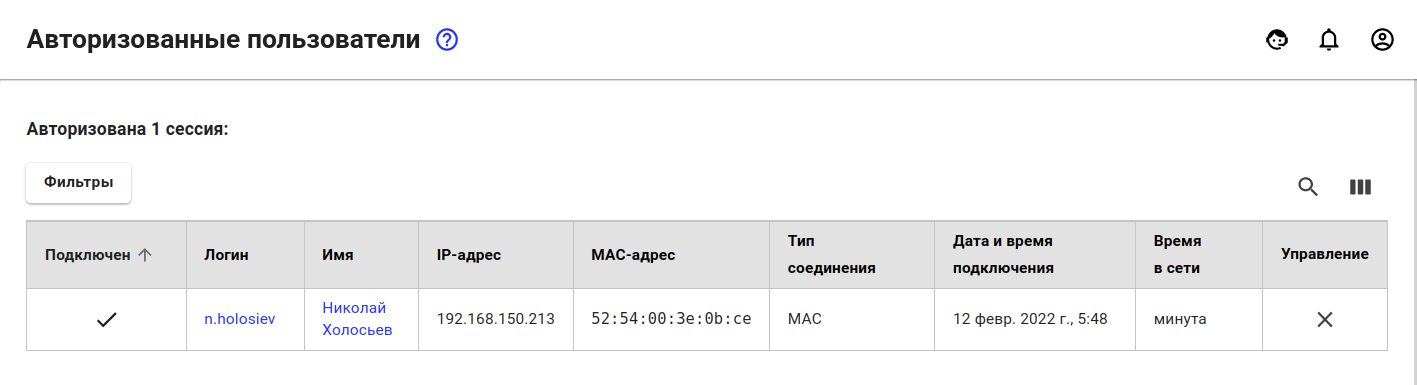 Авторизованные пользователи
Авторизована 1 сессия:
Фильтры
Подключен Логин Имя IP-адрес MAC-адрес Тип соединения Дата и время подключения Время в сети Управление
n.holosiev Николай Холосьев 192.168.150.213 52:54:00:3e:0b:ce MAC 12 февр. 2022 г., 5:48 минута